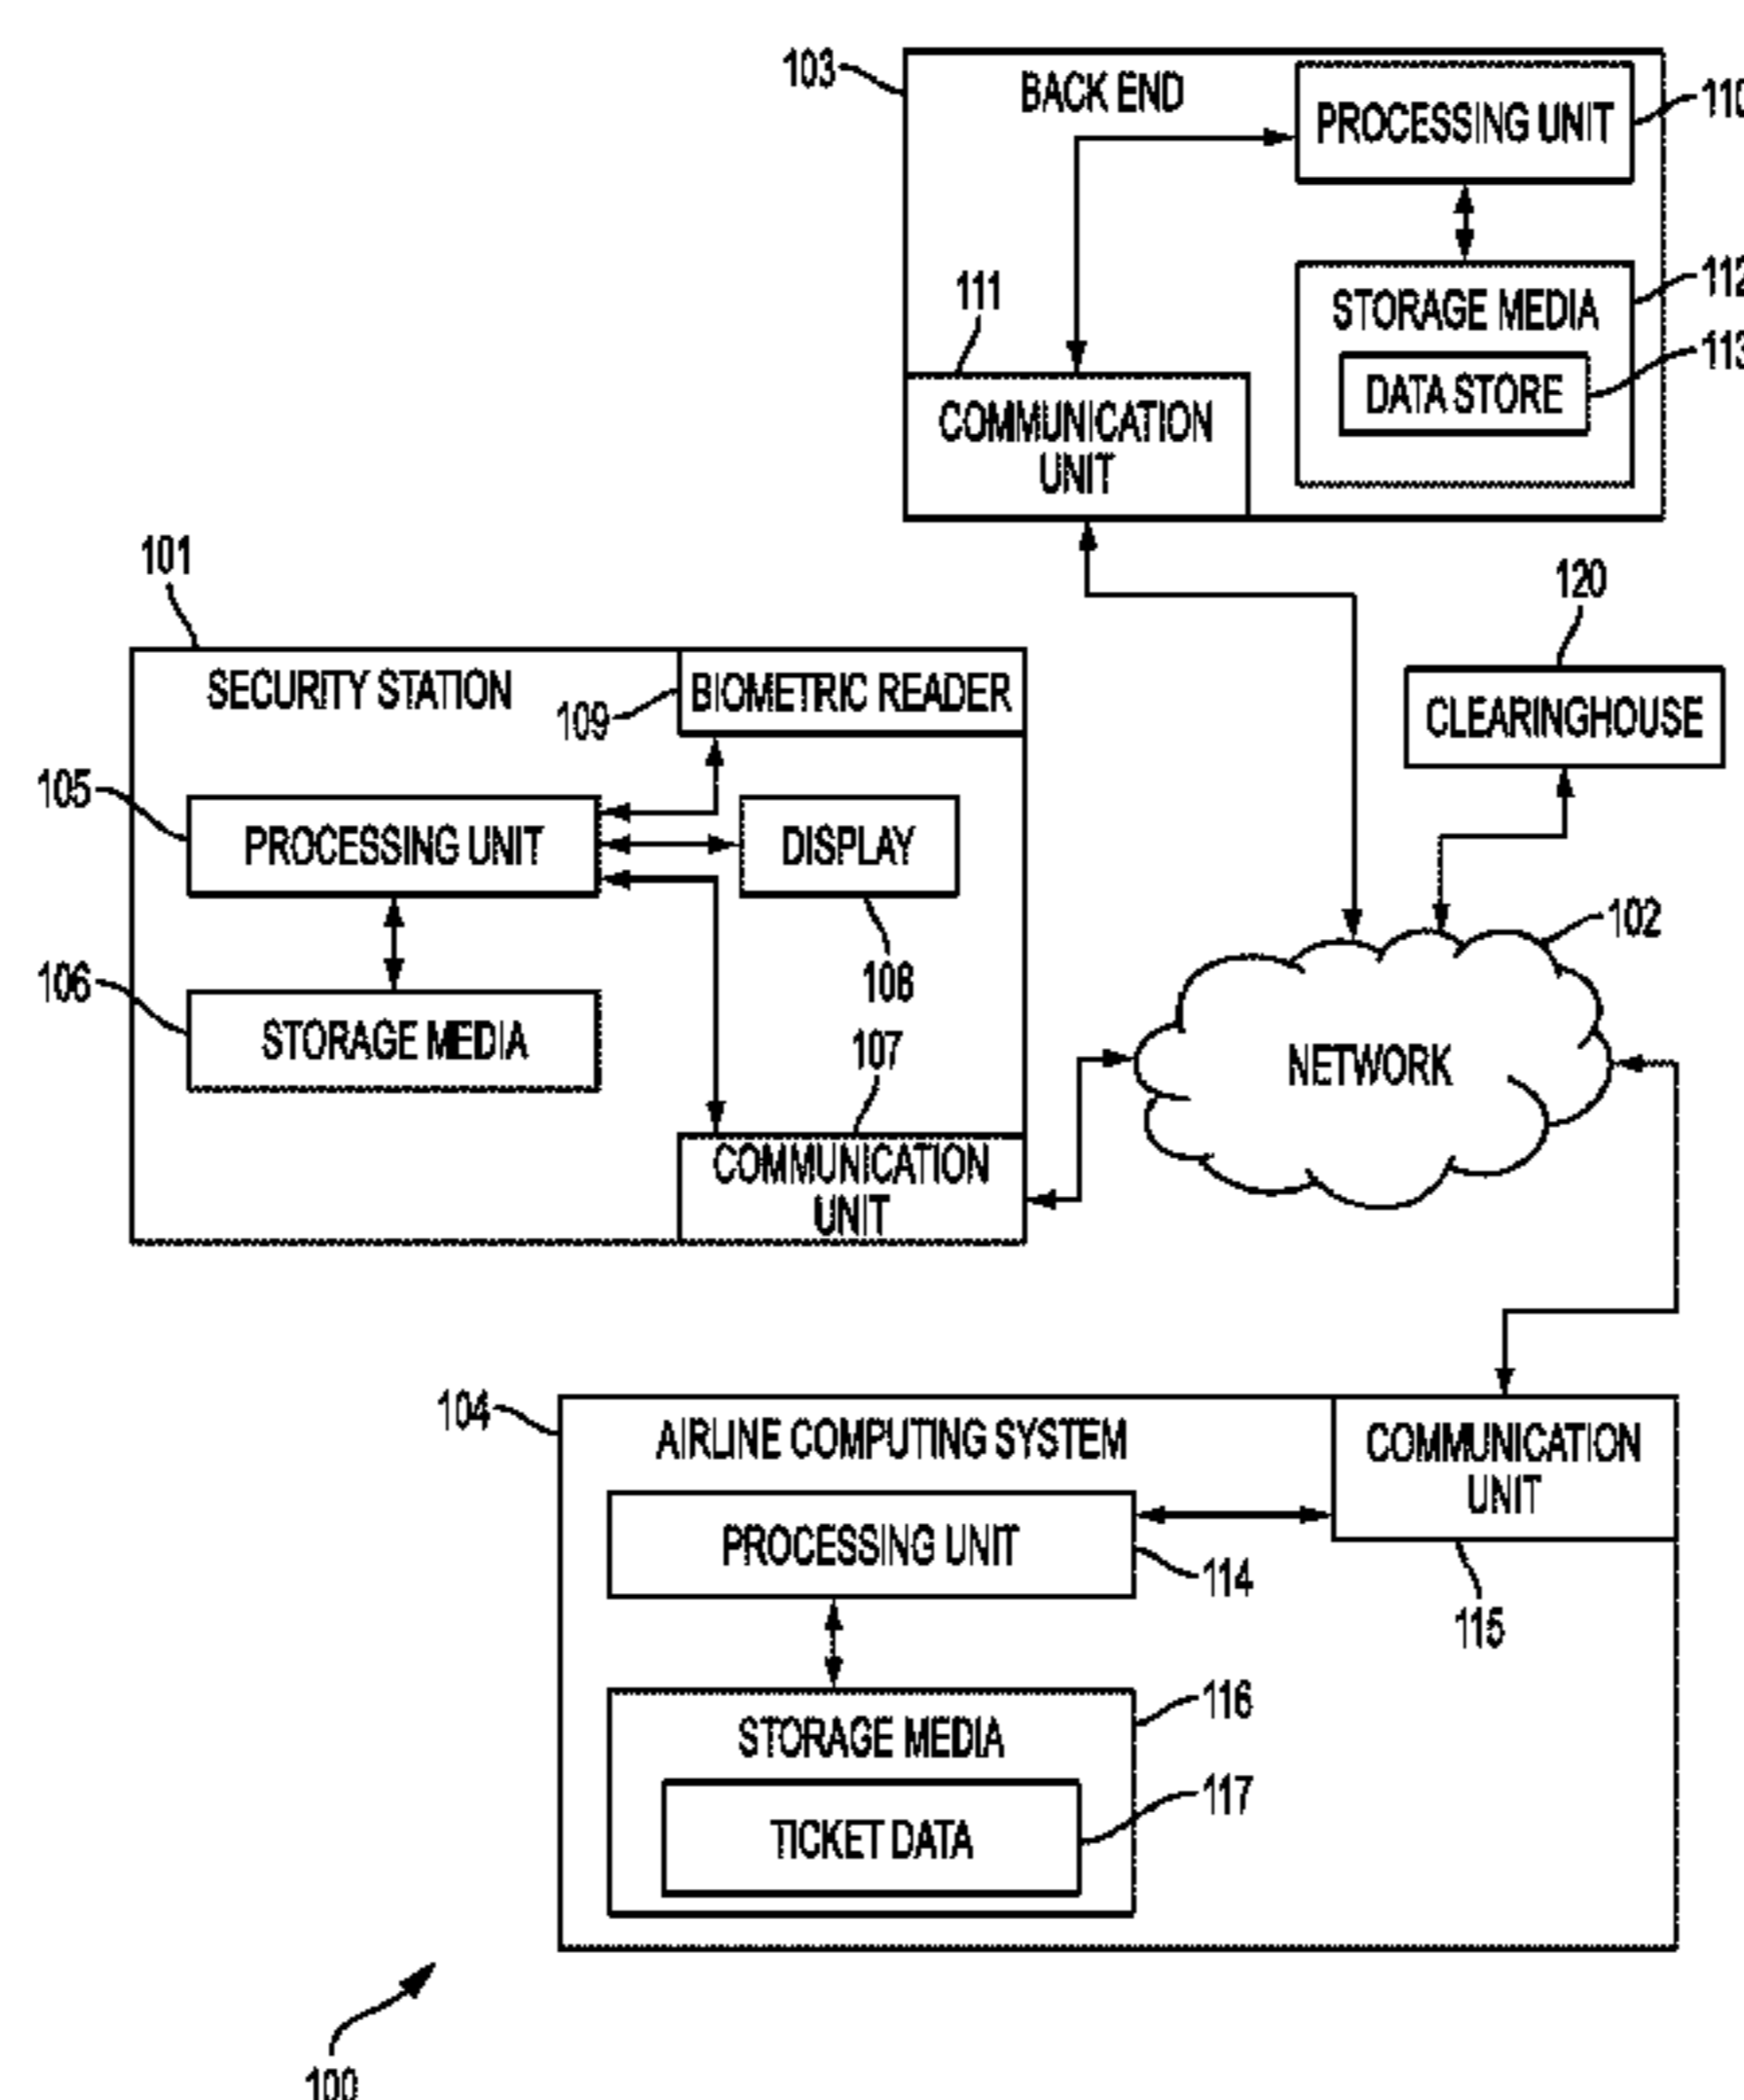 103
BACK END
PROCESSING UNIT
110
111
STORAGE MEDIA
112
DATA STORE
113
COMMUNICATION
UNIT
101
SECURITY STATION
109
BIOMETRIC READER
120
CLEARINGHOUSE
105
PROCESSING UNIT
DISPLAY
108
106
STORAGE MEDIA
107
COMMUNICATION
UNIT
102
NETWORK
104
AIRLINE COMPUTING SYSTEM
COMMUNICATION
UNIT
PROCESSING UNIT
114
115
STORAGE MEDIA
116
TICKET DATA
117
100